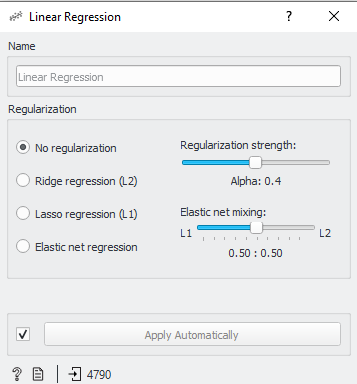 Linear Regression
?
Name
Linear Regression
Regularization
No regularization
Ridge regression (L2)
Lasso regression (L1)
Elastic net regression
Regularization strength:
Alpha: 0.4
Elastic net mixing:
L1 L2
0.50 : 0.50
Apply Automatically
? 4790